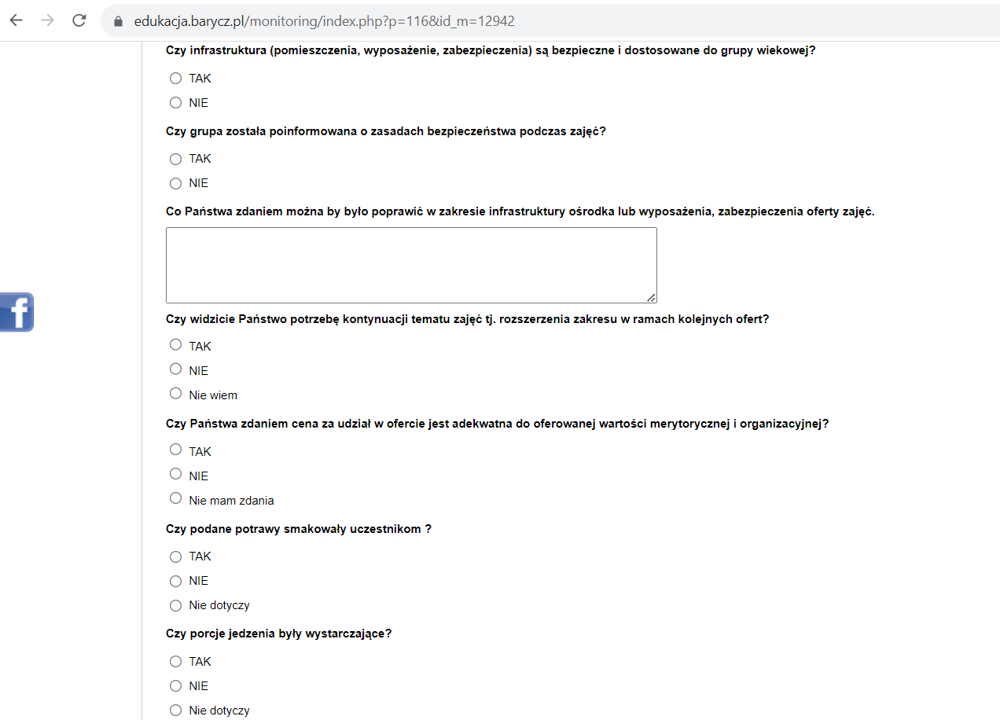 edukacja.barycz.pl/monitoring/index.php?p=116&id_m=12942
Czy infrastruktura (pomieszczenia, wyposażenie, zabezpieczenia) są bezpieczne i dostosowane do grupy wiekowej?
TAK
NIE
Czy grupa została poinformowana o zasadach bezpieczeństwa podczas zajęć?
TAK
NIE
Co Państwa zdaniem można by było poprawić w zakresie infrastruktury ośrodka lub wyposażenia, zabezpieczenia oferty zajęć.
f
Czy widzicie Państwo potrzebę kontynuacji tematu zajęć tj. rozszerzenia zakresu w ramach kolejnych ofert?
TAK
NIE
Nie wiem
Czy Państwa zdaniem cena za udział w ofercie jest adekwatna do oferowanej wartości merytorycznej i organizacyjnej?
TAK
NIE
Nie mam zdania
Czy podane potrawy smakowały uczestnikom ?
TAK
NIE
Nie dotyczy
Czy porcje jedzenia były wystarczające?
TAK
NIE
Nie dotyczy